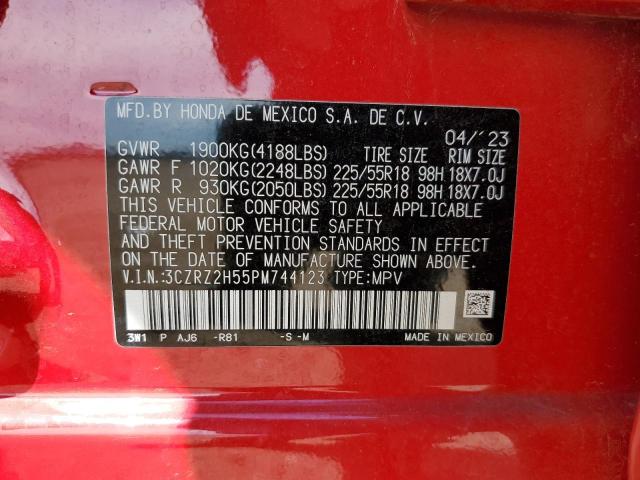 MFD.BY HONDA DE MEXICO S.A. DE C.V.
04/'23
GVWR 1900KG(4188LBS) TIRE SIZE RIM SIZE
GAWR F 1020KG(2248LBS) 225/55R18 98H 18X7.0J
GAWR R 930KG(2050LBS) 225/55R18 98H 18X7.0J
THIS VEHICLE CONFORMS TO ALL APPLICABLE
FEDERAL MOTOR VEHICLE SAFETY
AND THEFT PREVENTION STANDARDS IN EFFECT
ON THE DATE OF MANUFACTURE SHOWN ABOVE.
V.I.N.:3CZRZ2H55PM744123 TYPE:MPV
3W1 P AJ6 -R81 -S -M MADE IN MEXICO